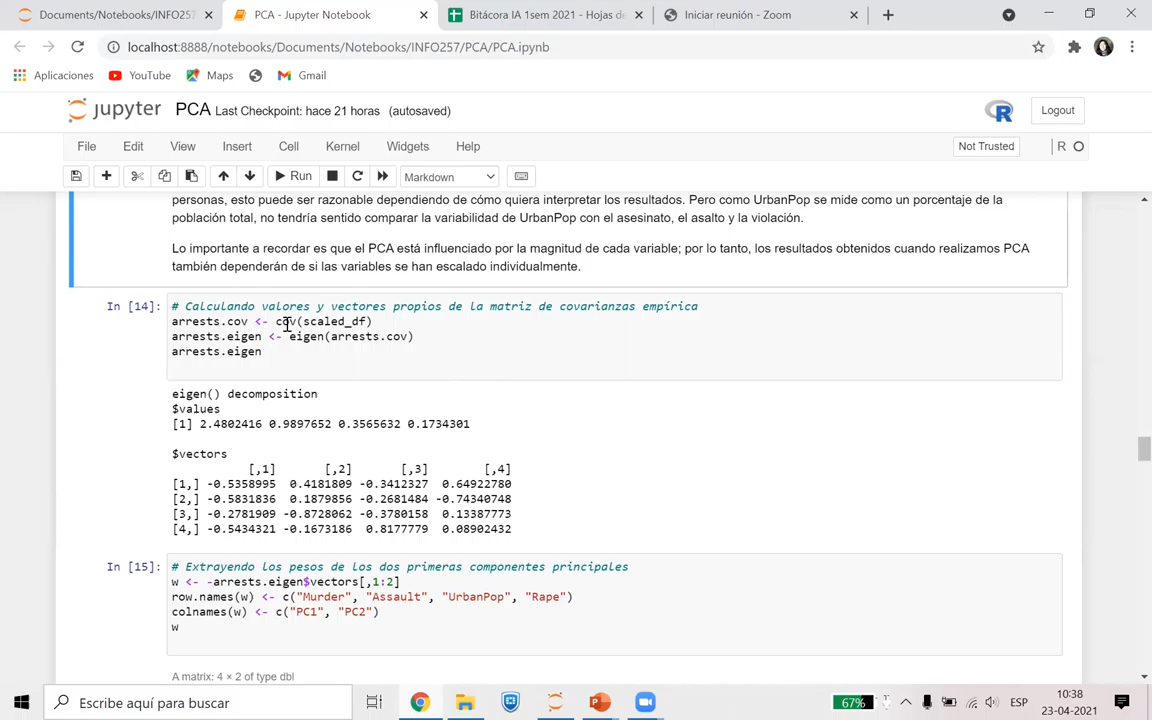 Documents/Notebooks/INFO257
PCA - Jupyter Notebook
Bitácora IA 1sem 2021 - Hojas de
Iniciar reunión - Zoom
localhost:8888/notebooks/Documents/Notebooks/INFO257/PCA/PCA.ipynb
Aplicaciones
YouTube
Maps
Gmail
jupyter PCA Last Checkpoint: hace 21 horas (autosaved)
R
Logout
File Edit View Insert Cell Kernel Widgets Help
Not Trusted
R
Run
Markdown
personas, esto puede ser razonable dependiendo de cómo quiera interpretar los resultados. Pero como UrbanPop se mide como un porcentaje de la
población total, no tendría sentido comparar la variabilidad de UrbanPop con el asesinato, el asalto y la violación.
Lo importante a recordar es que el PCA está influenciado por la magnitud de cada variable; por lo tanto, los resultados obtenidos cuando realizamos PCA
también dependerán de si las variables se han escalado individualmente.
In [14]:
# Calculando valores y vectores propios de la matriz de covarianzas empírica
arrests.cov <- cov(scaled_df)
arrests.eigen <- eigen(arrests.cov)
arrests.eigen
eigen() decomposition
$values
[1] 2.4802416 0.9897652 0.3565632 0.1734301
$vectors
[,1] [,2] [,3] [,4]
[1,] -0.5358995 0.4181809 -0.3412327 0.64922780
[2,] -0.5831836 0.1879856 -0.2681484 -0.74340748
[3,] -0.2781909 -0.8728062 -0.3780158 0.13387773
[4,] -0.5434321 -0.1673186 0.8177779 0.08902432
In [15]:
# Extrayendo los pesos de los dos primeras componentes principales
w <- -arrests.eigen$vectors[,1:2]
row.names(w) <- c("Murder", "Assault", "UrbanPop", "Rape")
colnames(w) <- c("PC1", "PC2")
w
A matrix: 4 × 2 of type dbl
Escribe aquí para buscar
67%
ESP
10:38
23-04-2021